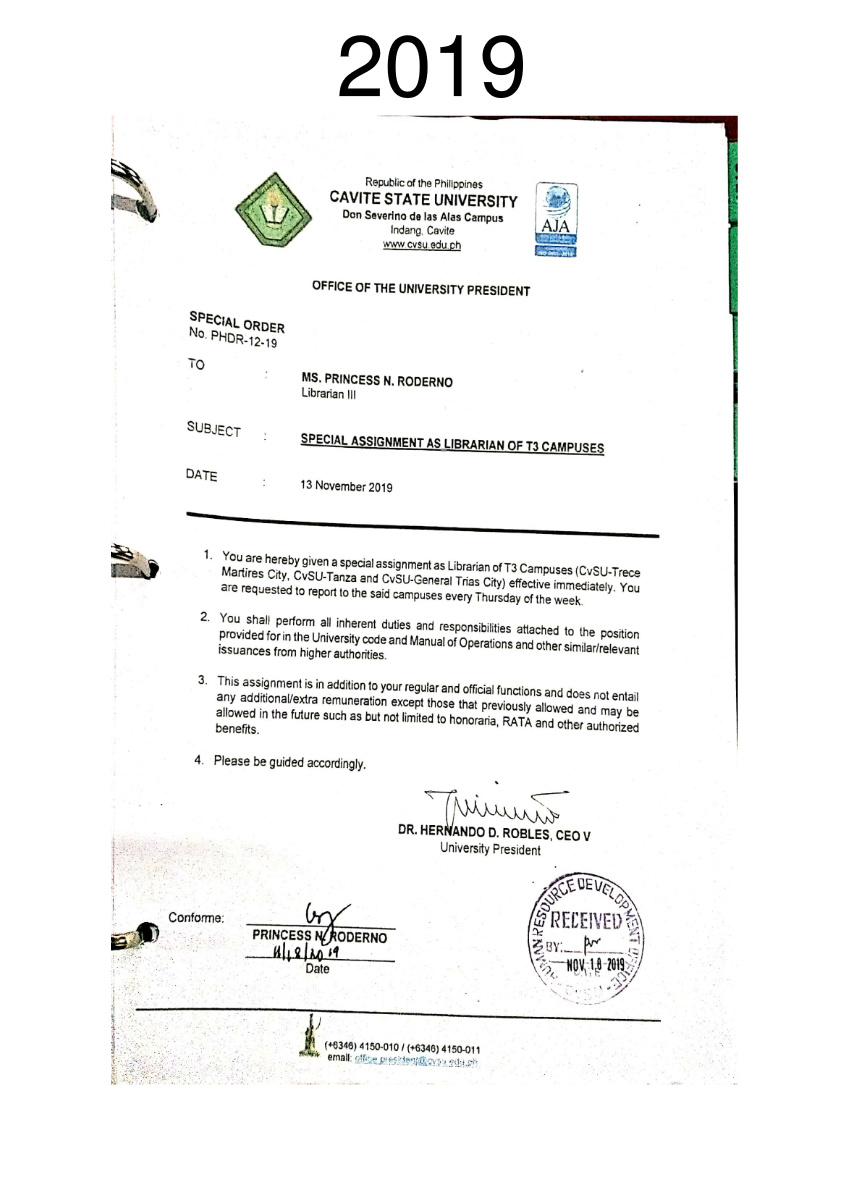 2019
Republic of the Philippines
CAVITE STATE UNIVERSITY
Don Severino de las Alas Campus
Indang, Cavite
www.cvsu.edu.ph
AJA
OFFICE OF THE UNIVERSITY PRESIDENT
SPECIAL ORDER
No. PHDR-12-19
TO :
MS. PRINCESS N. RODERNO
Librarian III
SUBJECT : SPECIAL ASSIGNMENT AS LIBRARIAN OF T3 CAMPUSES
DATE : 13 November 2019
1. You are hereby given a special assignment as Librarian of T3 Campuses (CvSU-Trece
Martires City, CvSU-Tanza and CvSU-General Trias City) effective immediately. You
are requested to report to the said campuses every Thursday of the week.
2. You shall perform all inherent duties and responsibilities attached to the position
provided for in the University code and Manual of Operations and other similar/relevant
issuances from higher authorities.
3. This assignment is in addition to your regular and official functions and does not entail
any additional/extra remuneration except those that previously allowed and may be
allowed in the future such as but not limited to honoraria, RATA and other authorized
benefits.
4. Please be guided accordingly.
DR. HERNANDO D. ROBLES, CEO V
University President
Conforme:
PRINCESS N. RODERNO
11/18/2019
Date
HUMAN RESOURCE DEVELOPMENT OFFICE
RECEIVED
BY:
NOV 18 2019
DATE
(+6346) 4150-010 / (+6346) 4150-011
email: office.president@cvsu.edu.ph